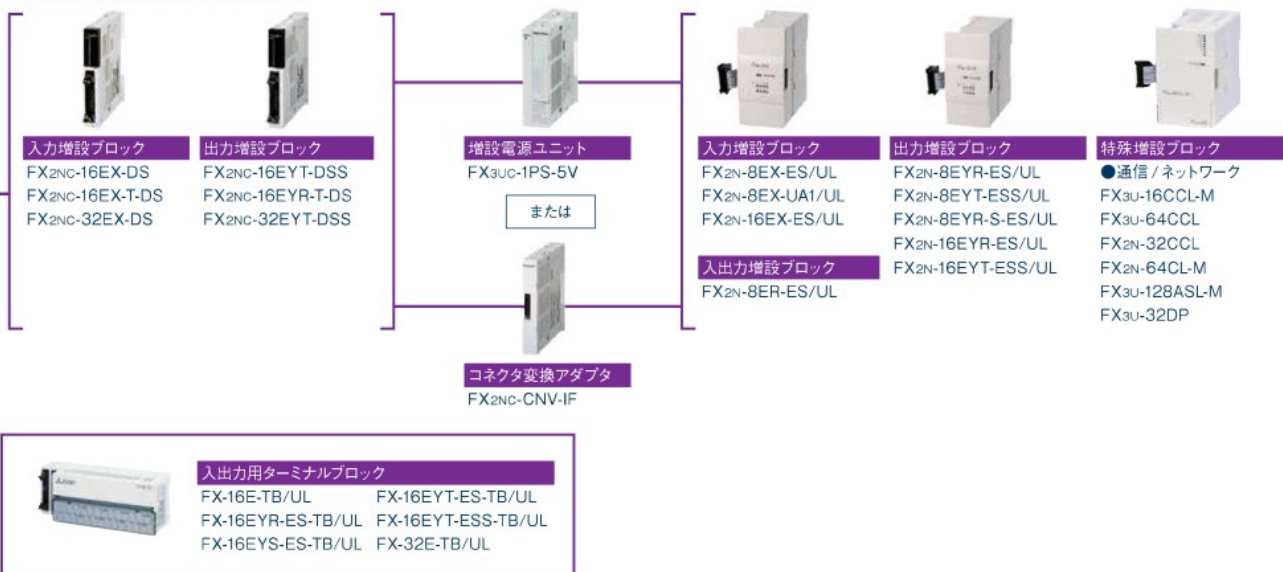 入力増設ブロック
FX2NC-16EX-DS
FX2NC-16EX-T-DS
FX2NC-32EX-DS
出力増設ブロック
FX2NC-16EYT-DSS
FX2NC-16EYR-T-DS
FX2NC-32EYT-DSS
増設電源ユニット
FX3UC-1PS-5V
または
コネクタ変換アダプタ
FX2NC-CNV-IF
入力増設ブロック
FX2N-8EX-ES/UL
FX2N-8EX-UA1/UL
FX2N-16EX-ES/UL
入出力増設ブロック
FX2N-8ER-ES/UL
出力増設ブロック
FX2N-8EYR-ES/UL
FX2N-8EYT-ESS/UL
FX2N-8EYR-S-ES/UL
FX2N-16EYR-ES/UL
FX2N-16EYT-ESS/UL
特殊増設ブロック
●通信 / ネットワーク
FX3U-16CCL-M
FX3U-64CCL
FX2N-32CCL
FX2N-64CL-M
FX3U-128ASL-M
FX3U-32DP
入出力用ターミナルブロック
FX-16E-TB/UL
FX-16EYR-ES-TB/UL
FX-16EYS-ES-TB/UL
FX-16EYT-ES-TB/UL
FX-16EYT-ESS-TB/UL
FX-32E-TB/UL